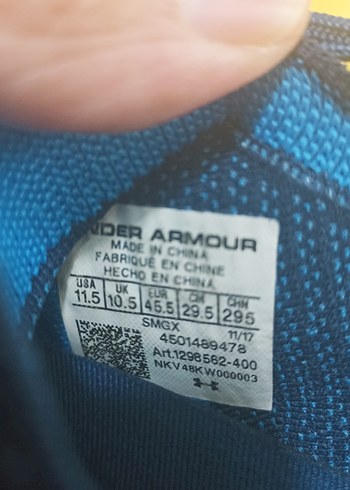 UNDER ARMOUR
MADE IN CHINA
FABRIQUÉ EN CHINE
HECHO EN CHINA
USA UK EUR CM CHN
11.5 10.5 45.5 29.5 295
SMGX 11/17
4501489478
Art.1298562-400
NKV48KW000003